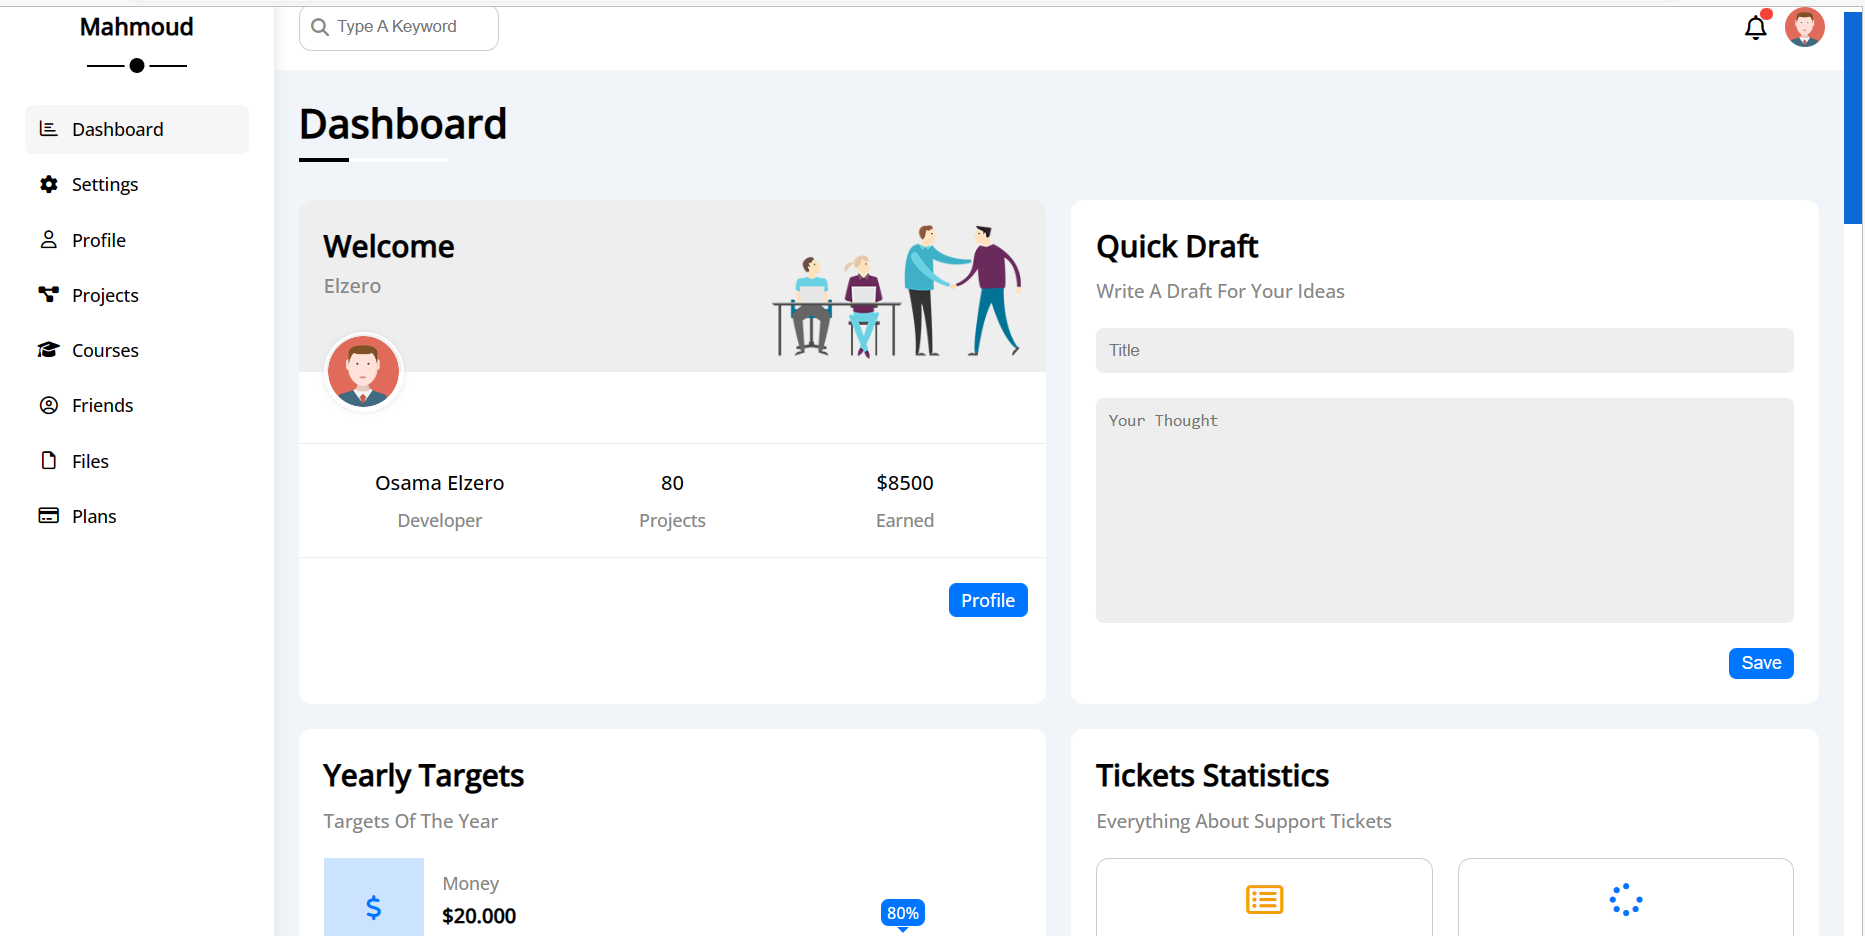 Mahmoud
Type A Keyword
Dashboard
Settings
Profile
Projects
Courses
Friends
Files
Plans
Dashboard
Welcome
Elzero
Osama Elzero
Developer
80
Projects
$8500
Earned
Profile
Quick Draft
Write A Draft For Your Ideas
Title
Your Thought
Save
Yearly Targets
Targets Of The Year
$
Money
$20.000
80%
Tickets Statistics
Everything About Support Tickets